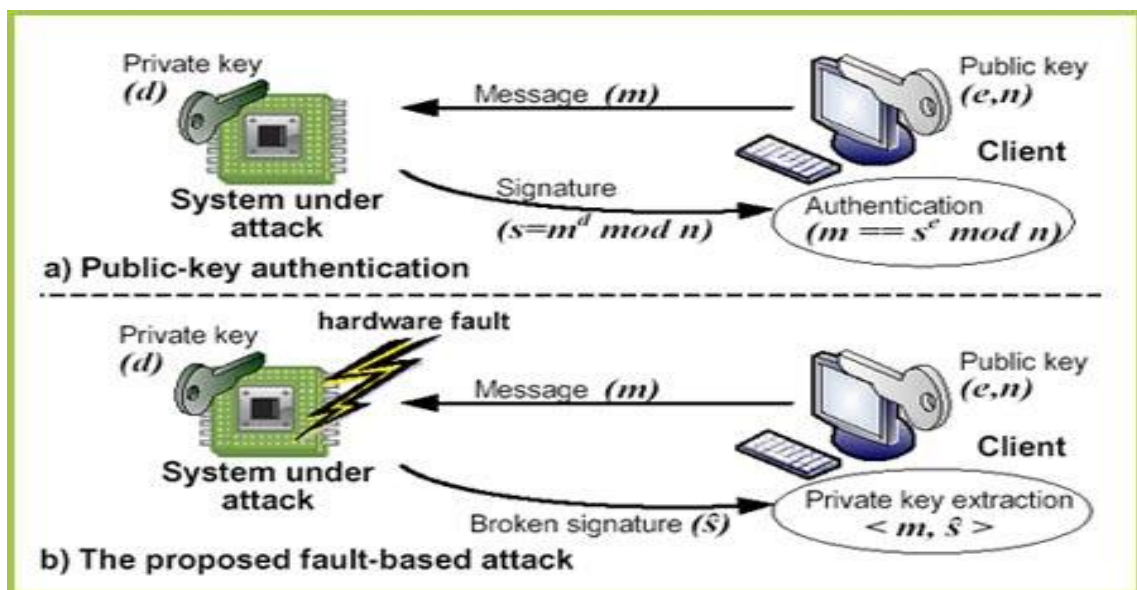 Private key
(d)
Message (m)
Public key
(e,n)
Client
System under
attack
Signature
(s=m^d mod n)
Authentication
(m == s^e mod n)
a) Public-key authentication
hardware fault
Private key
(d)
Message (m)
Public key
(e,n)
Client
System under
attack
Broken signature (ŝ)
Private key extraction
< m, ŝ >
b) The proposed fault-based attack